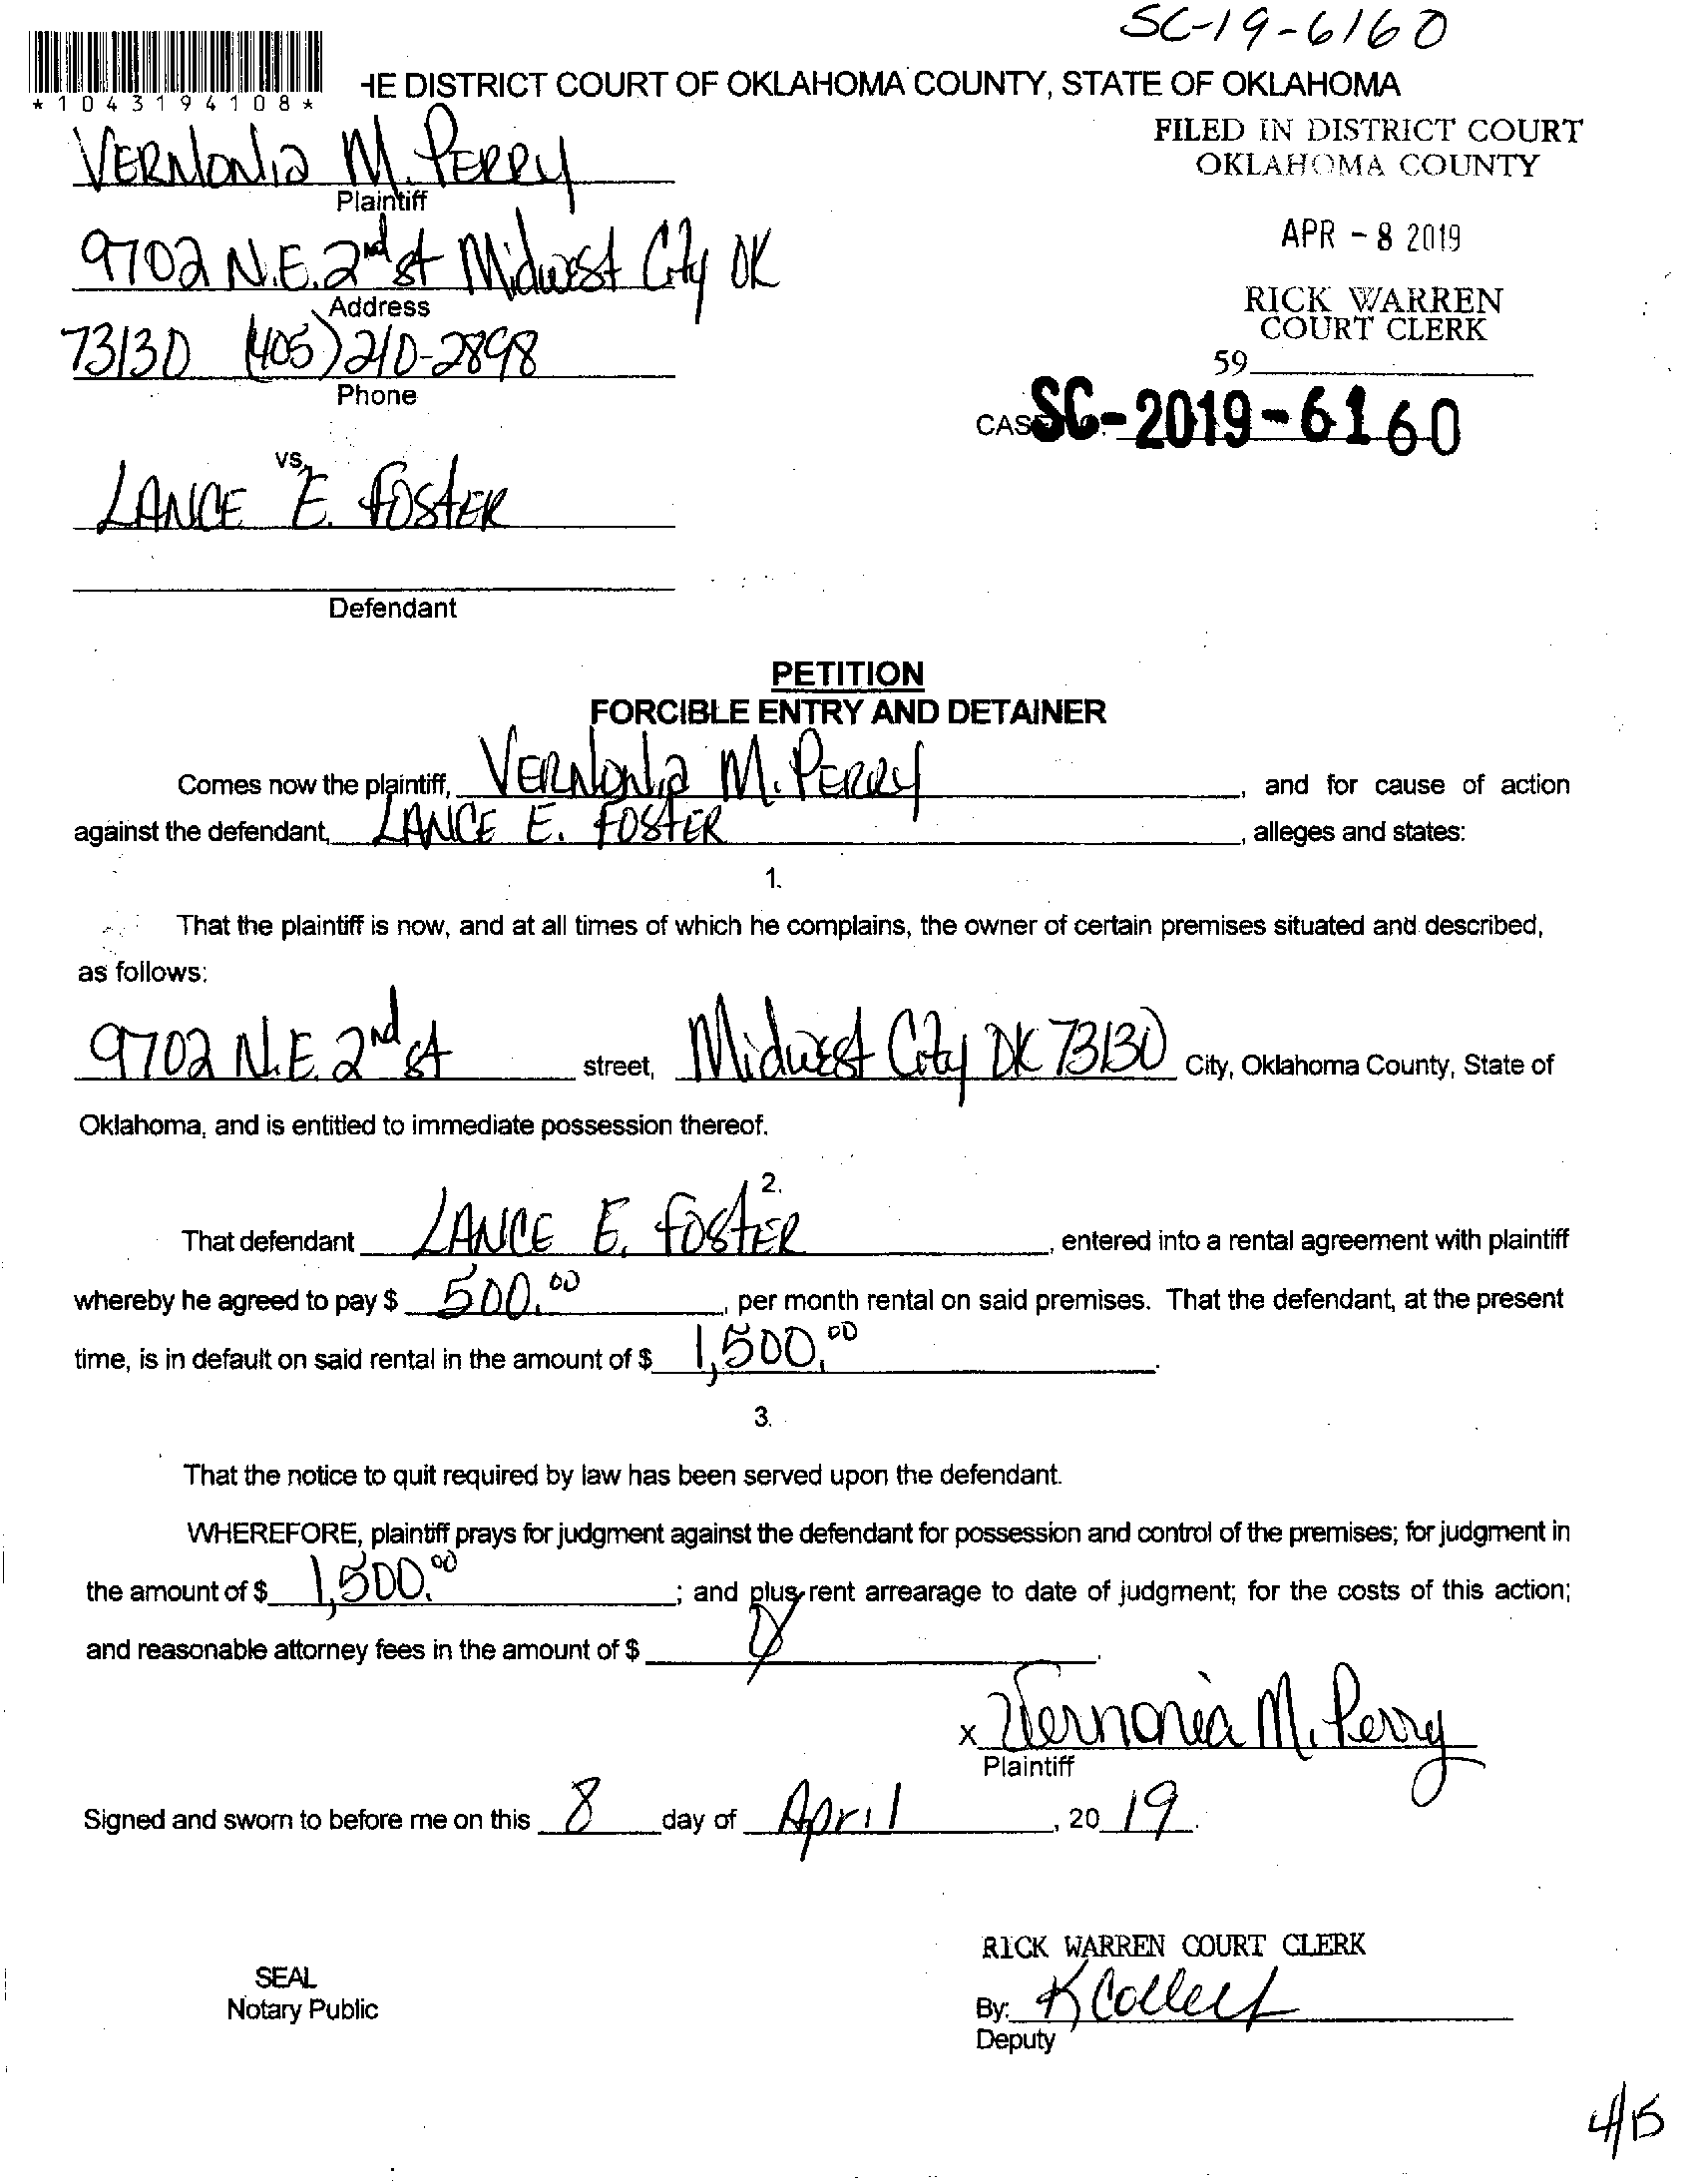 SC-19-6160
*1043194108*
HE DISTRICT COURT OF OKLAHOMA COUNTY, STATE OF OKLAHOMA
FILED IN DISTRICT COURT
OKLAHOMA COUNTY
VERNONIA M. PERRY
Plaintiff
APR - 8 2019
9702 N.E. 2nd st Midwest City OK
Address
RICK WARREN
COURT CLERK
73130 (405) 210-2898
Phone
59
CAS SC-2019-6160
vs.
LANCE E. FOSTER
Defendant
PETITION
FORCIBLE ENTRY AND DETAINER
Comes now the plaintiff, VERNONIA M. PERRY, and for cause of action
against the defendant, LANCE E. FOSTER, alleges and states:
1.
That the plaintiff is now, and at all times of which he complains, the owner of certain premises situated and described,
as follows:
9702 N.E. 2nd st street, Midwest City OK 73130 City, Oklahoma County, State of
Oklahoma, and is entitled to immediate possession thereof.
2.
That defendant LANCE E. FOSTER, entered into a rental agreement with plaintiff
whereby he agreed to pay $ 500.00, per month rental on said premises. That the defendant, at the present
time, is in default on said rental in the amount of $ 1,500.00.
3.
That the notice to quit required by law has been served upon the defendant.
WHEREFORE, plaintiff prays for judgment against the defendant for possession and control of the premises; for judgment in
the amount of $ 1,500.00; and plus rent arrearage to date of judgment; for the costs of this action;
and reasonable attorney fees in the amount of $ .
x Vernonia M. Perry
Plaintiff
Signed and sworn to before me on this 8 day of April, 2019.
RICK WARREN COURT CLERK
SEAL
Notary Public
By: K Collect
Deputy
4/15